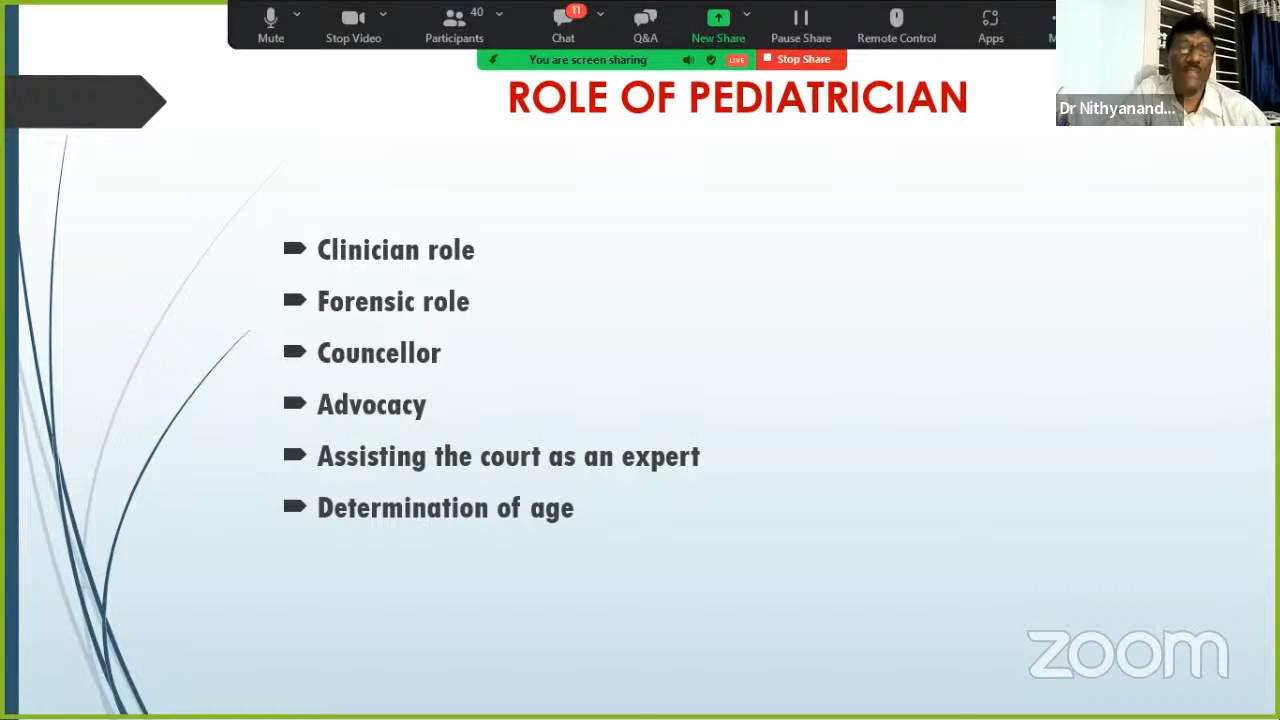 40
11
Mute
Stop Video
Participants
Chat
Q&A
New Share
Pause Share
Remote Control
Apps
You are screen sharing
LIVE
Stop Share
ROLE OF PEDIATRICIAN
Dr Nithyanand...
Clinician role
Forensic role
Councellor
Advocacy
Assisting the court as an expert
Determination of age
zoom